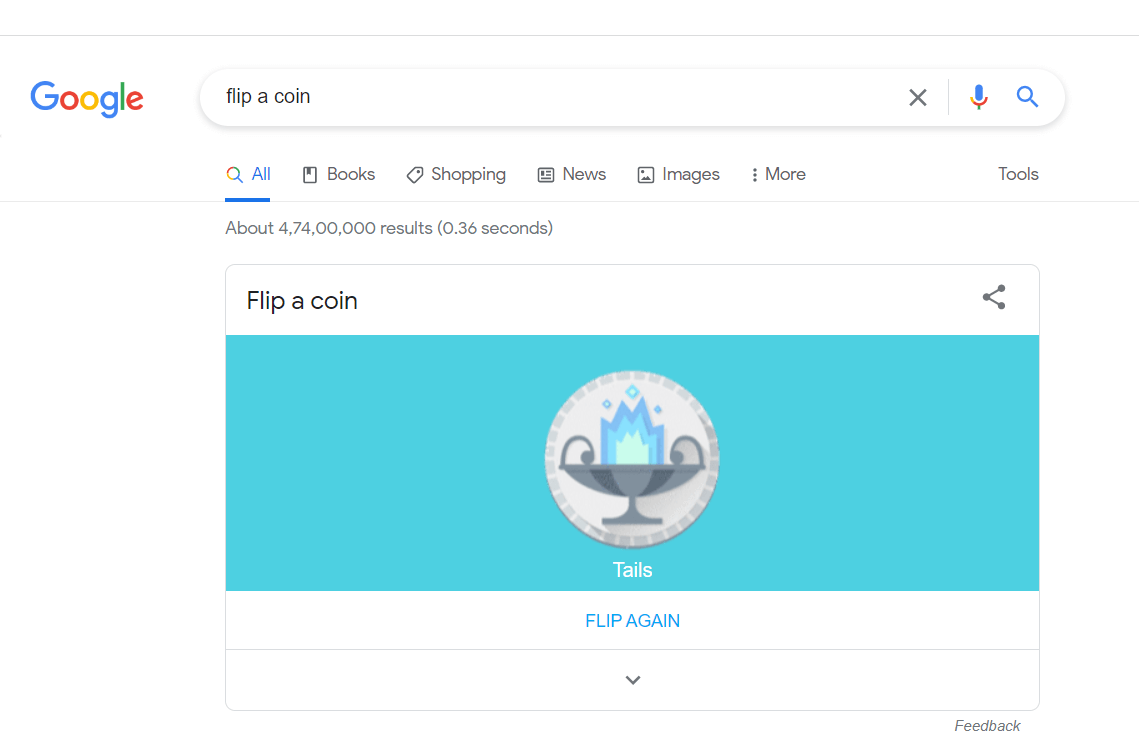 Google
flip a coin
All Books Shopping News Images More Tools
About 4,74,00,000 results (0.36 seconds)
Flip a coin
Tails
FLIP AGAIN
Feedback